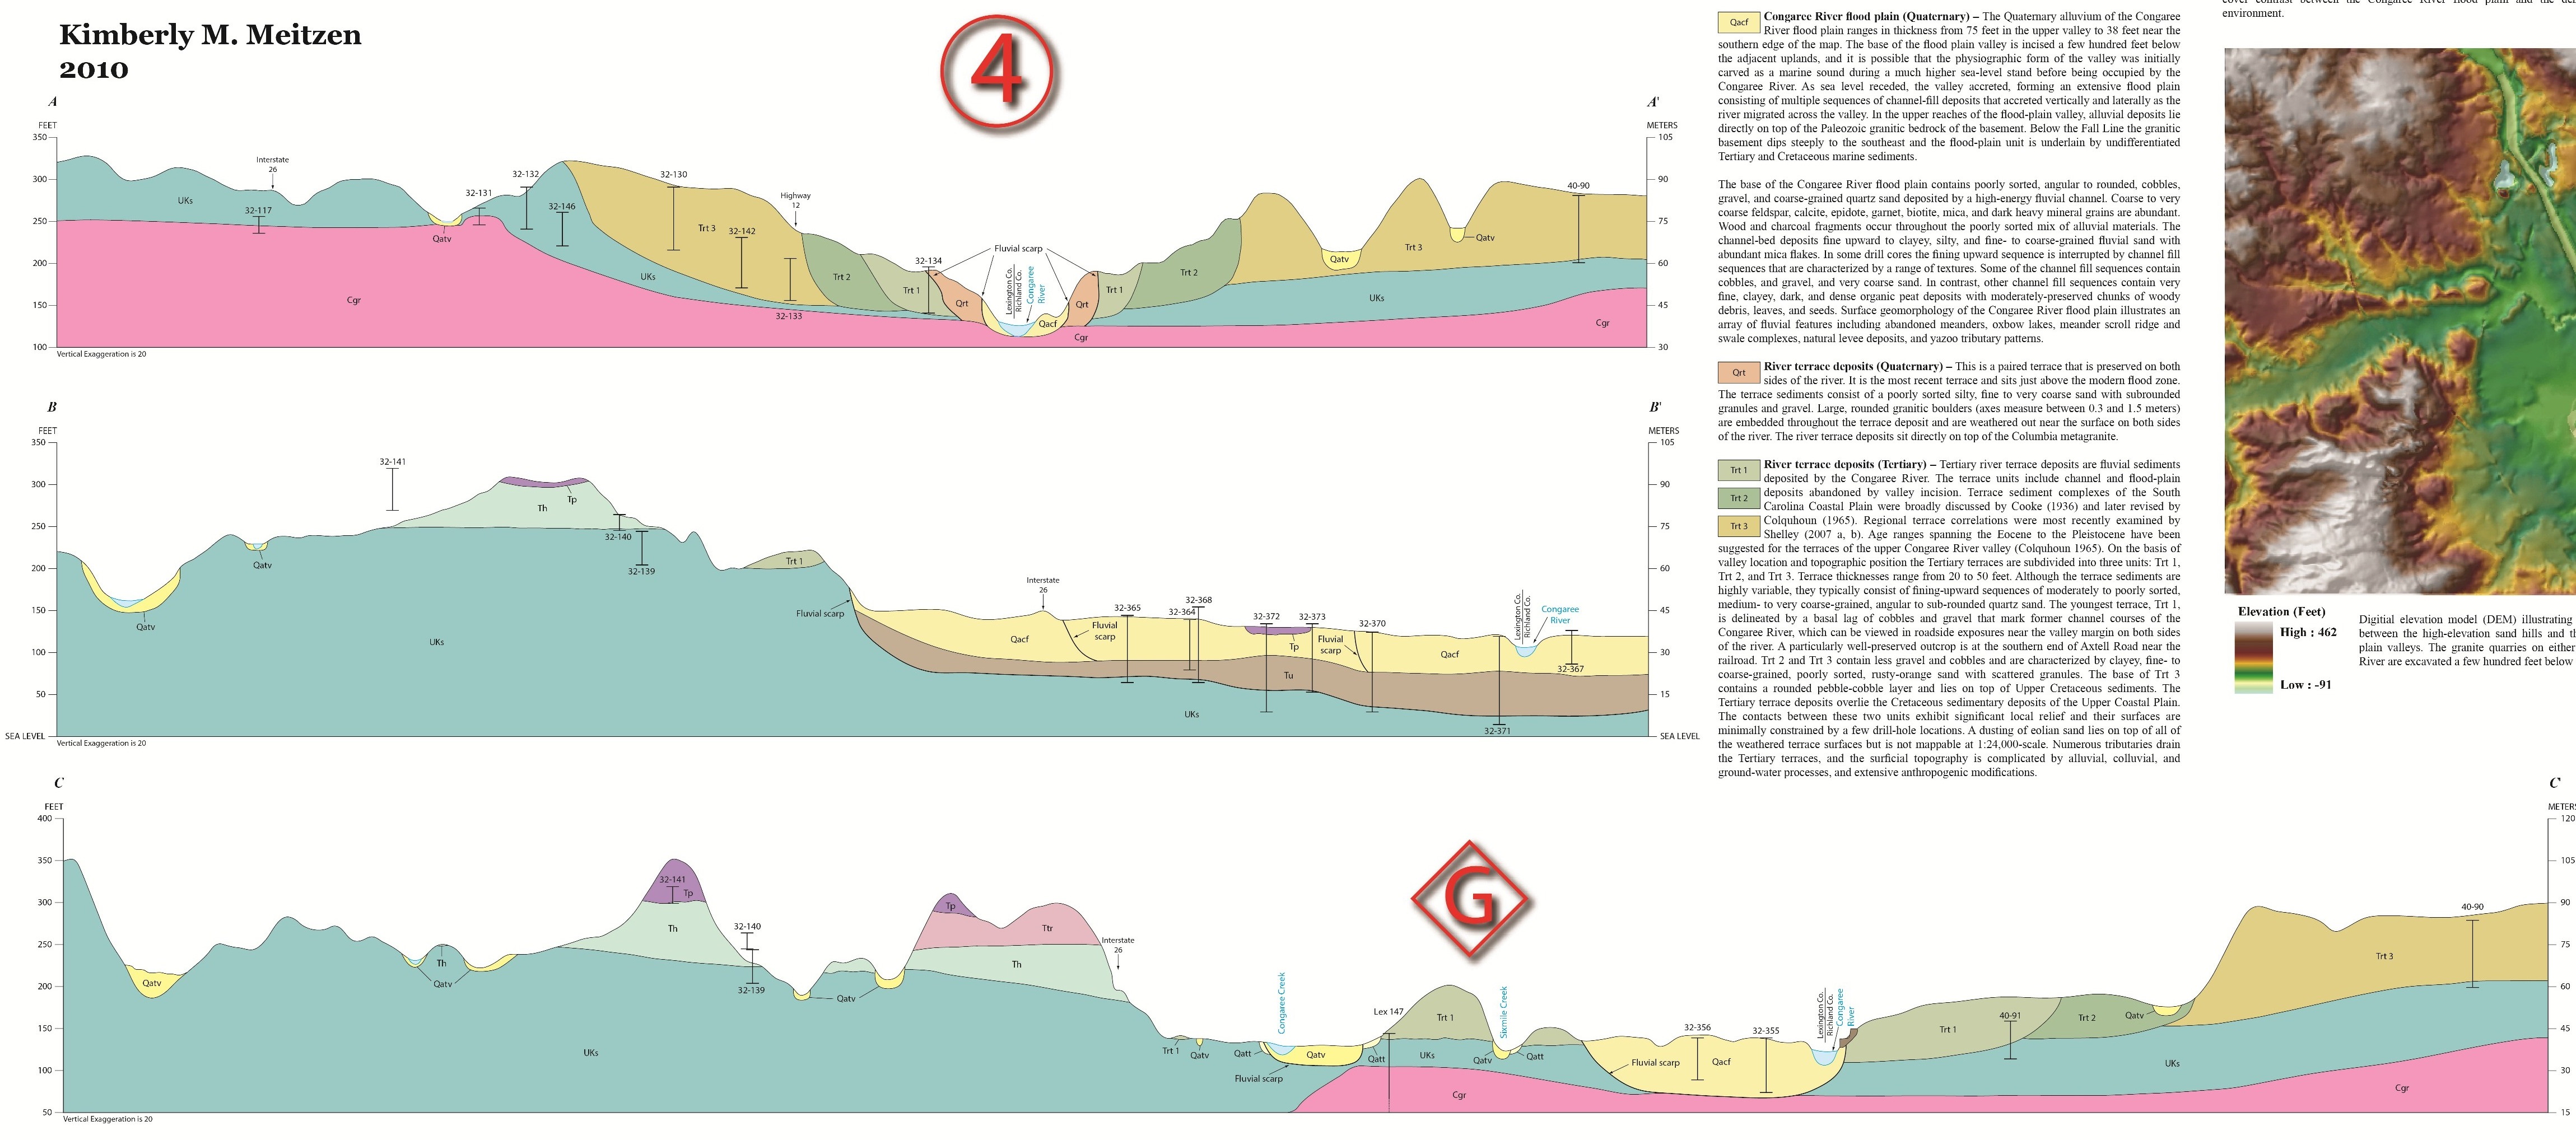 Kimberly M. Meitzen
2010
4
A
A'
FEET
METERS
350
300
250
200
150
100
105
90
75
60
45
30
UKs
Interstate
26
32-117
Qatv
32-131
32-132
32-146
32-130
Trt 3
32-142
Highway
12
32-133
UKs
Cgr
Trt 2
Trt 1
32-134
Qrt
Fluvial scarp
Lexington Co.
Richland Co.
Congaree
River
Qacf
Qrt
Trt 1
Cgr
Trt 2
Qatv
Trt 3
Qatv
UKs
40-90
Cgr
Vertical Exaggeration is 20
B
B'
FEET
METERS
350
300
250
200
150
100
50
SEA LEVEL
105
90
75
60
45
30
15
SEA LEVEL
Qatv
Qatv
32-141
Th
Tp
32-140
32-139
UKs
Trt 1
Fluvial scarp
Qacf
Interstate
26
Fluvial
scarp
32-365
32-364
32-368
32-372
Tp
32-373
Tu
Fluvial
scarp
32-370
Qacf
32-371
Lexington Co.
Richland Co.
Congaree
River
32-367
UKs
Vertical Exaggeration is 20
C
C'
FEET
METERS
400
350
300
250
200
150
100
50
120
105
90
75
60
45
30
15
Qatv
Th
Qatv
32-141
Tp
Th
32-140
32-139
Qatv
Tp
Ttr
Th
Interstate
26
UKs
Trt 1
Qatv
Qatt
Congaree Creek
Qatv
Fluvial scarp
Qatt
Lex 147
Trt 1
UKs
Cgr
Sixmile Creek
Qatv
Qatt
G
Fluvial scarp
32-356
Qacf
32-355
Lexington Co.
Richland Co.
Congaree
River
Trt 1
40-91
Trt 2
Qatv
UKs
Trt 3
40-90
Cgr
Vertical Exaggeration is 20
Qacf
Congaree River flood plain (Quaternary) – The Quaternary alluvium of the Congaree
River flood plain ranges in thickness from 75 feet in the upper valley to 38 feet near the
southern edge of the map. The base of the flood plain valley is incised a few hundred feet below
the adjacent uplands, and it is possible that the physiographic form of the valley was initially
carved as a marine sound during a much higher sea-level stand before being occupied by the
Congaree River. As sea level receded, the valley accreted, forming an extensive flood plain
consisting of multiple sequences of channel-fill deposits that accreted vertically and laterally as the
river migrated across the valley. In the upper reaches of the flood-plain valley, alluvial deposits lie
directly on top of the Paleozoic granitic bedrock of the basement. Below the Fall Line the granitic
basement dips steeply to the southeast and the flood-plain unit is underlain by undifferentiated
Tertiary and Cretaceous marine sediments.
The base of the Congaree River flood plain contains poorly sorted, angular to rounded, cobbles,
gravel, and coarse-grained quartz sand deposited by a high-energy fluvial channel. Coarse to very
coarse feldspar, calcite, epidote, garnet, biotite, mica, and dark heavy mineral grains are abundant.
Wood and charcoal fragments occur throughout the poorly sorted mix of alluvial materials. The
channel-bed deposits fine upward to clayey, silty, and fine- to coarse-grained fluvial sand with
abundant mica flakes. In some drill cores the fining upward sequence is interrupted by channel fill
sequences that are characterized by a range of textures. Some of the channel fill sequences contain
cobbles, and gravel, and very coarse sand. In contrast, other channel fill sequences contain very
fine, clayey, dark, and dense organic peat deposits with moderately-preserved chunks of woody
debris, leaves, and seeds. Surface geomorphology of the Congaree River flood plain illustrates an
array of fluvial features including abandoned meanders, oxbow lakes, meander scroll ridge and
swale complexes, natural levee deposits, and yazoo tributary patterns.
Qrt
River terrace deposits (Quaternary) – This is a paired terrace that is preserved on both
sides of the river. It is the most recent terrace and sits just above the modern flood zone.
The terrace sediments consist of a poorly sorted silty, fine to very coarse sand with subrounded
granules and gravel. Large, rounded granitic boulders (axes measure between 0.3 and 1.5 meters)
are embedded throughout the terrace deposit and are weathered out near the surface on both sides
of the river. The river terrace deposits sit directly on top of the Columbia metagranite.
Trt 1
Trt 2
Trt 3
River terrace deposits (Tertiary) – Tertiary river terrace deposits are fluvial sediments
deposited by the Congaree River. The terrace units include channel and flood-plain
deposits abandoned by valley incision. Terrace sediment complexes of the South
Carolina Coastal Plain were broadly discussed by Cooke (1936) and later revised by
Colquhoun (1965). Regional terrace correlations were most recently examined by
Shelley (2007 a, b). Age ranges spanning the Eocene to the Pleistocene have been
suggested for the terraces of the upper Congaree River valley (Colquhoun 1965). On the basis of
valley location and topographic position the Tertiary terraces are subdivided into three units: Trt 1,
Trt 2, and Trt 3. Terrace thicknesses range from 20 to 50 feet. Although the terrace sediments are
highly variable, they typically consist of fining-upward sequences of moderately to poorly sorted,
medium- to very coarse-grained, angular to sub-rounded quartz sand. The youngest terrace, Trt 1,
is delineated by a basal lag of cobbles and gravel that mark former channel courses of the
Congaree River, which can be viewed in roadside exposures near the valley margin on both sides
of the river. A particularly well-preserved outcrop is at the southern end of Axtell Road near the
railroad. Trt 2 and Trt 3 contain less gravel and cobbles and are characterized by clayey, fine- to
coarse-grained, poorly sorted, rusty-orange sand with scattered granules. The base of Trt 3
contains a rounded pebble-cobble layer and lies on top of Upper Cretaceous sediments. The
Tertiary terrace deposits overlie the Cretaceous sedimentary deposits of the Upper Coastal Plain.
The contacts between these two units exhibit significant local relief and their surfaces are
minimally constrained by a few drill-hole locations. A dusting of eolian sand lies on top of all of
the weathered terrace surfaces but is not mappable at 1:24,000-scale. Numerous tributaries drain
the Tertiary terraces, and the surficial topography is complicated by alluvial, colluvial, and
ground-water processes, and extensive anthropogenic modifications.
cover contrast between the Congaree River flood plain and the
environment.
Elevation (Feet)
High : 462
Low : -91
Digitial elevation model (DEM) illustrating
between the high-elevation sand hills and
plain valleys. The granite quarries on either
River are excavated a few hundred feet below